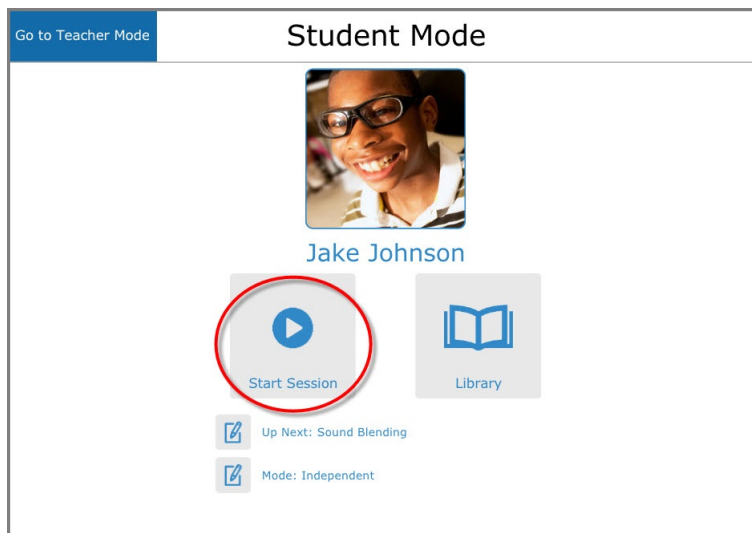 Go to Teacher Mode
Student Mode
Jake Johnson
Start Session
Library
Up Next: Sound Blending
Mode: Independent